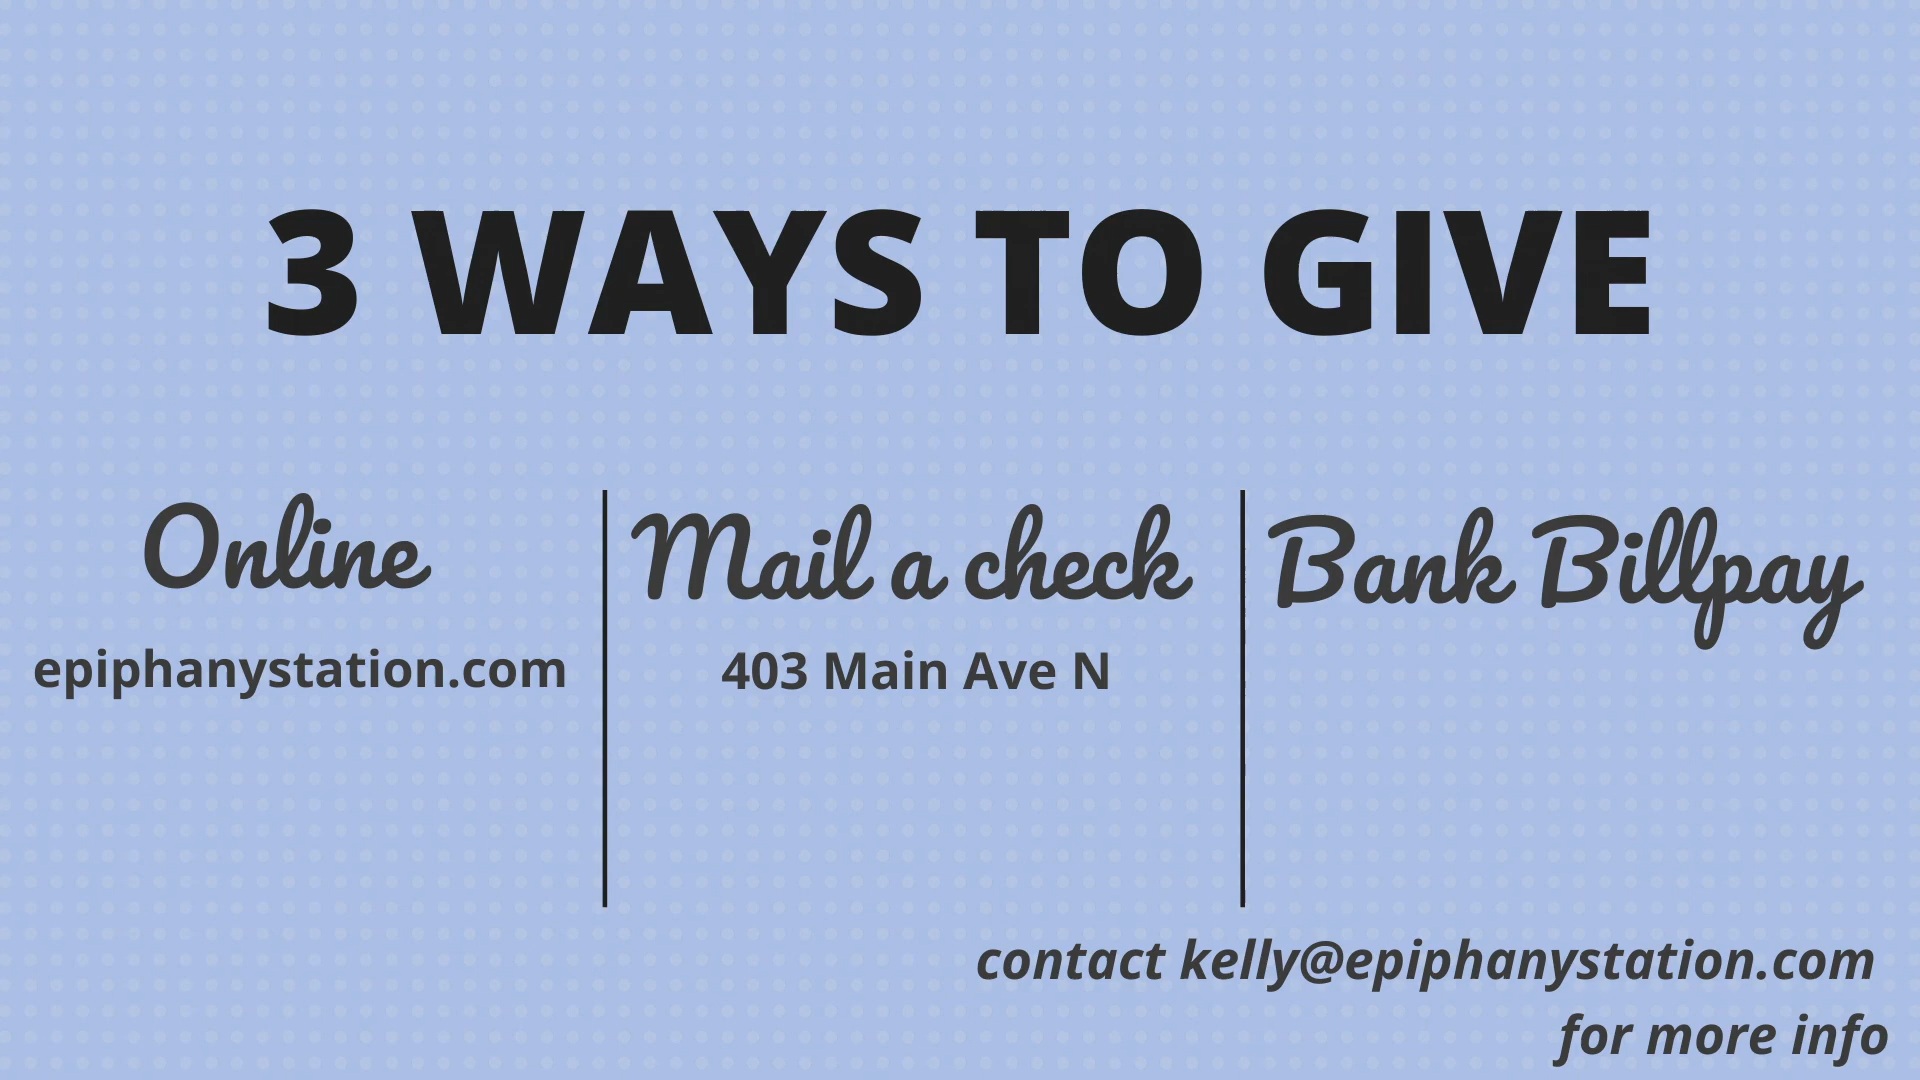 3 WAYS TO GIVE
Online
epiphanystation.com
Mail a check
403 Main Ave N
Bank Billpay
contact kelly@epiphanystation.com
for more info